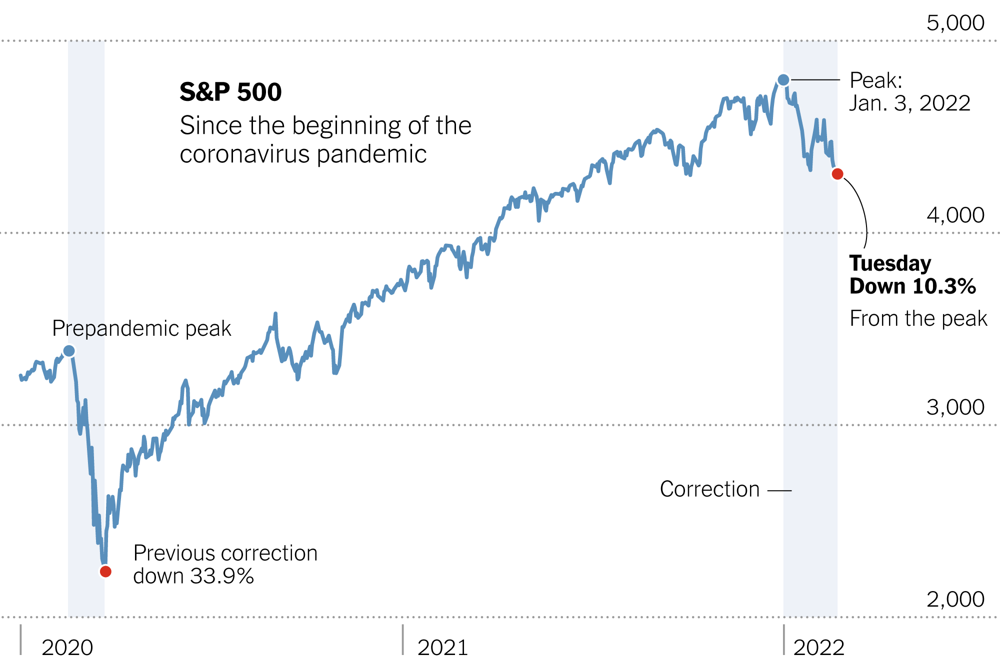 5,000
S&P 500
Since the beginning of the
coronavirus pandemic
Peak:
Jan. 3, 2022
4,000
Tuesday
Down 10.3%
From the peak
Prepandemic peak
3,000
Correction
Previous correction
down 33.9%
2,000
2020
2021
2022